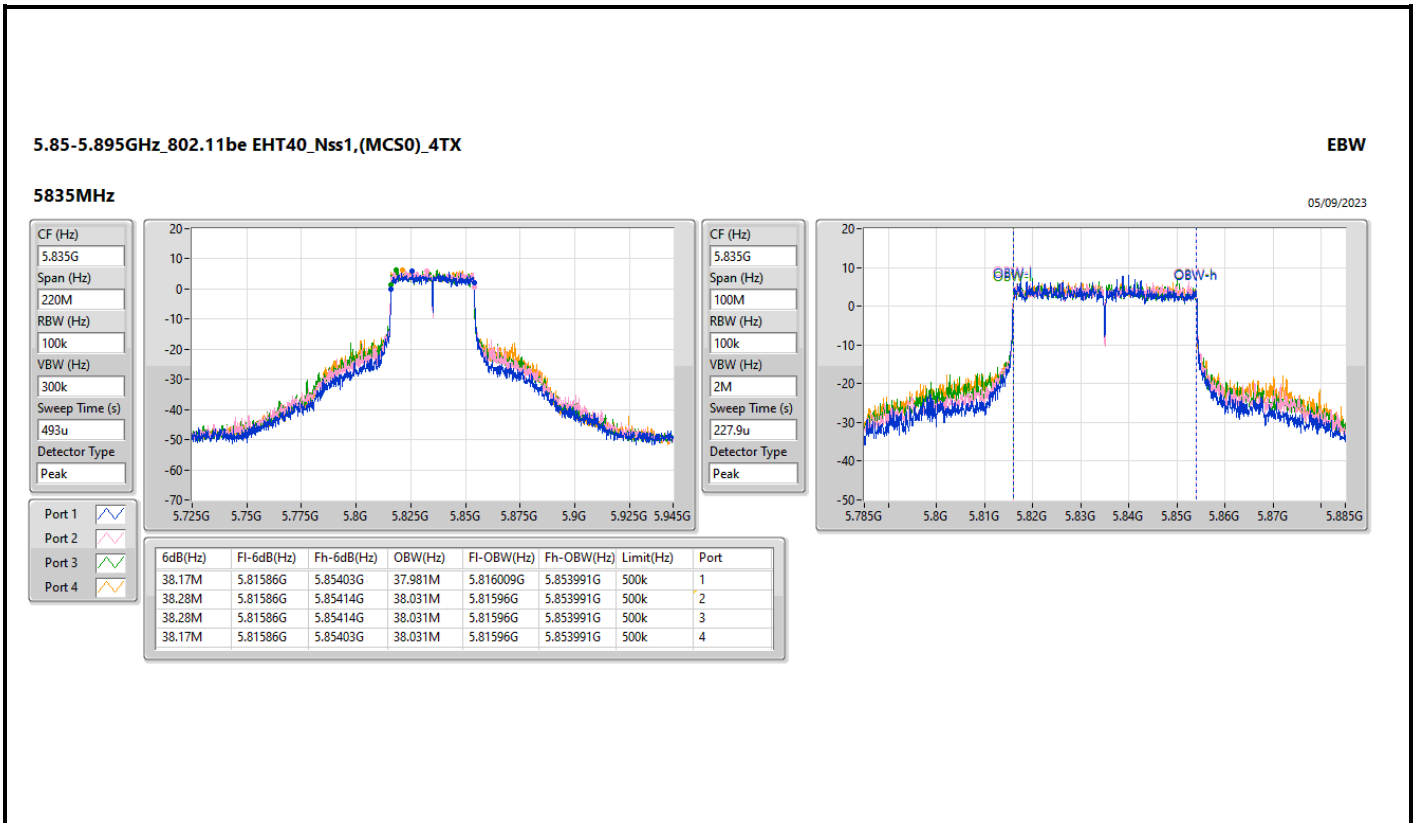 5.85-5.895GHz_802.11be EHT40_Nss1,(MCS0)_4TX
EBW
5835MHz
05/09/2023
CF (Hz)
5.835G
Span (Hz)
220M
RBW (Hz)
100k
VBW (Hz)
300k
Sweep Time (s)
493u
Detector Type
Peak
20
10
0
-10
-20
-30
-40
-50
-60
-70
5.725G 5.75G 5.775G 5.8G 5.825G 5.85G 5.875G 5.9G 5.925G 5.945G
CF (Hz)
5.835G
Span (Hz)
100M
RBW (Hz)
100k
VBW (Hz)
2M
Sweep Time (s)
227.9u
Detector Type
Peak
20
10
0
-10
-20
-30
-40
-50
OBW-l OBW-h
5.785G 5.8G 5.81G 5.82G 5.83G 5.84G 5.85G 5.86G 5.87G 5.885G
Port 1
Port 2
Port 3
Port 4
6dB(Hz) Fl-6dB(Hz) Fh-6dB(Hz) OBW(Hz) Fl-OBW(Hz) Fh-OBW(Hz) Limit(Hz) Port
38.17M 5.81586G 5.85403G 37.981M 5.816009G 5.853991G 500k 1
38.28M 5.81586G 5.85414G 38.031M 5.81596G 5.853991G 500k 2
38.28M 5.81586G 5.85414G 38.031M 5.81596G 5.853991G 500k 3
38.17M 5.81586G 5.85403G 38.031M 5.81596G 5.853991G 500k 4